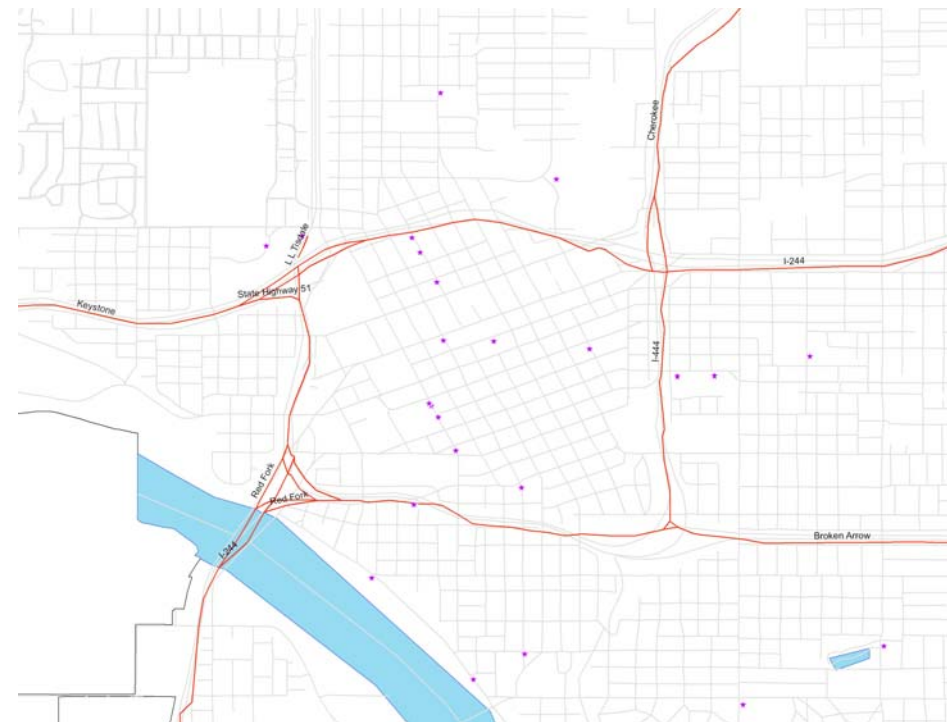 Cherokee
L L Tisdale
I-244
State Highway 51
Keystone
I-444
Red Fork
Red Fork
Broken Arrow
I-244